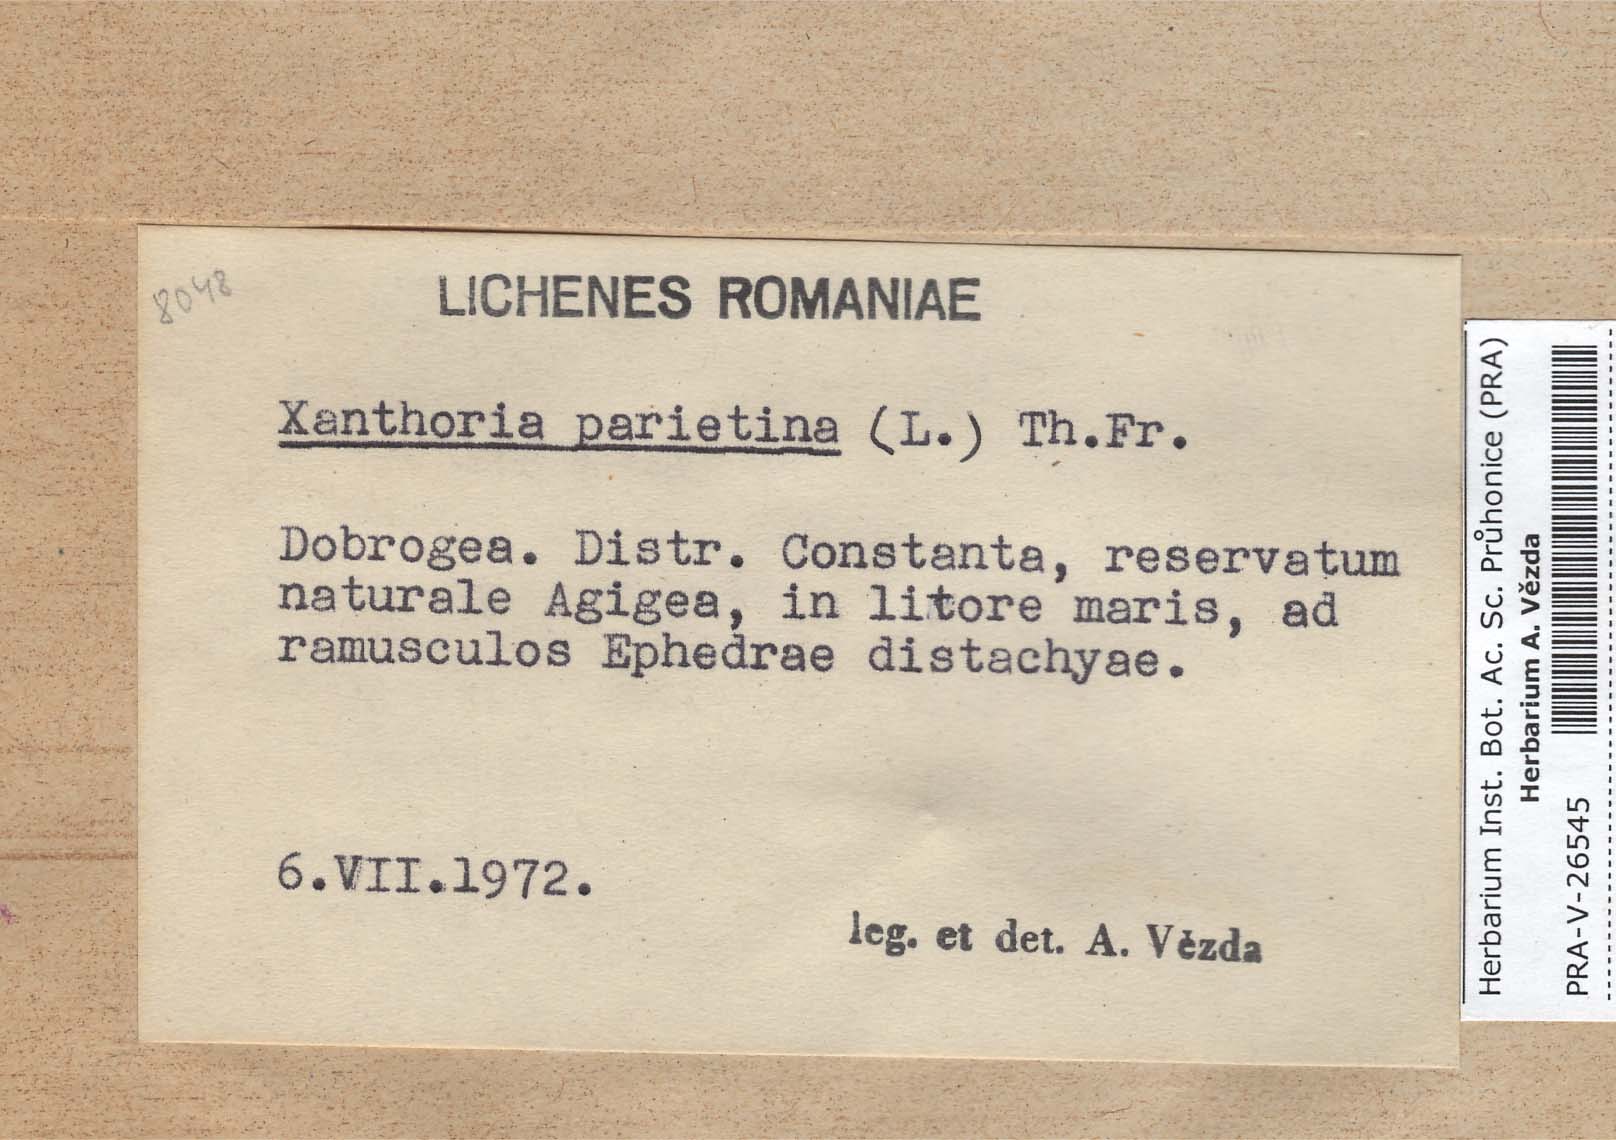 8048
LICHENES ROMANIAE
Xanthoria parietina (L.) Th.Fr.
Dobrogea. Distr. Constanta, reservatum
naturale Agigea, in litore maris, ad
ramusculos Ephedrae distachyae.
6.VII.1972.
leg. et det. A. Vězda
Herbarium Inst. Bot. Ac. Sc. Průhonice (PRA)
Herbarium A. Vězda
PRA-V-26545